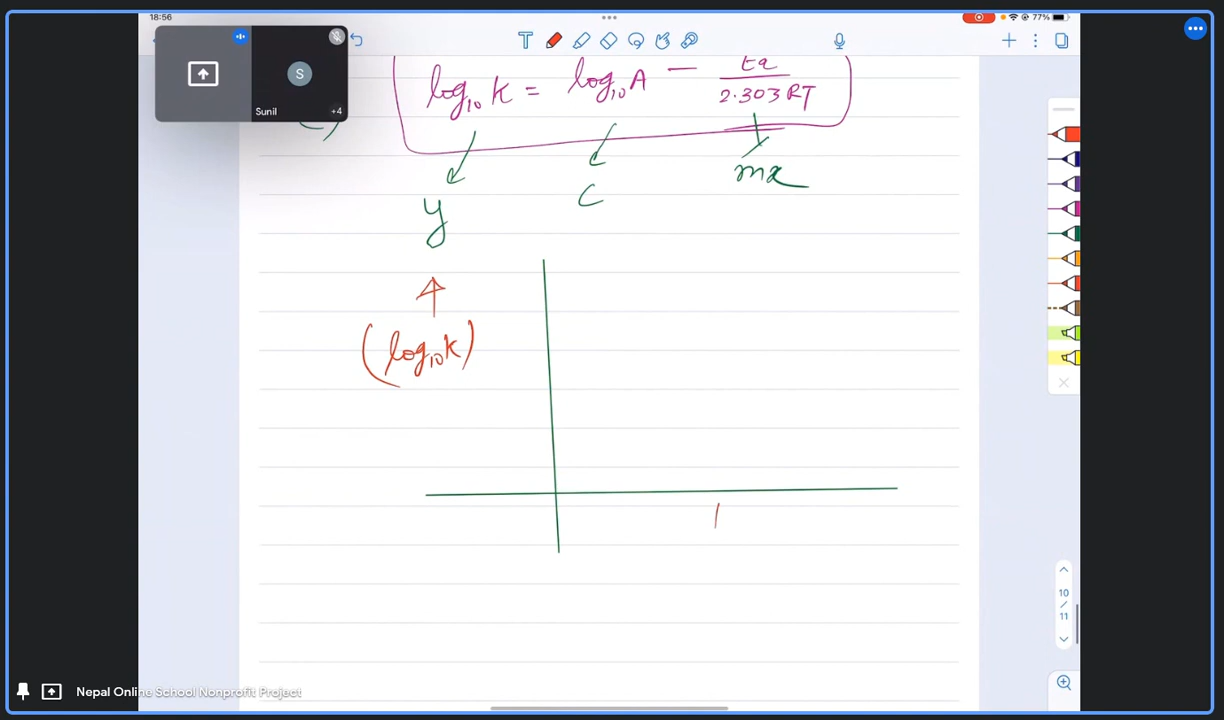 18:56
77%
S
Sunil
+4
log₁₀ K = log₁₀ A − Ea / 2.303 RT
y c mx
(log₁₀ K)
1
10
/
11
Nepal Online School Nonprofit Project